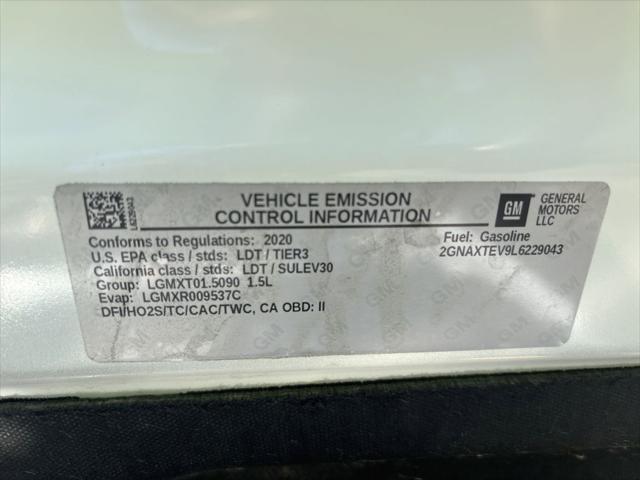 L6229043
VEHICLE EMISSION
CONTROL INFORMATION
GM
GENERAL
MOTORS
LLC
Conforms to Regulations: 2020
U.S. EPA class / stds: LDT / TIER3
California class / stds: LDT / SULEV30
Group: LGMXT01.5090 1.5L
Evap: LGMXR009537C
DFI/HO2S/TC/CAC/TWC, CA OBD: II
Fuel: Gasoline
2GNAXTEV9L6229043